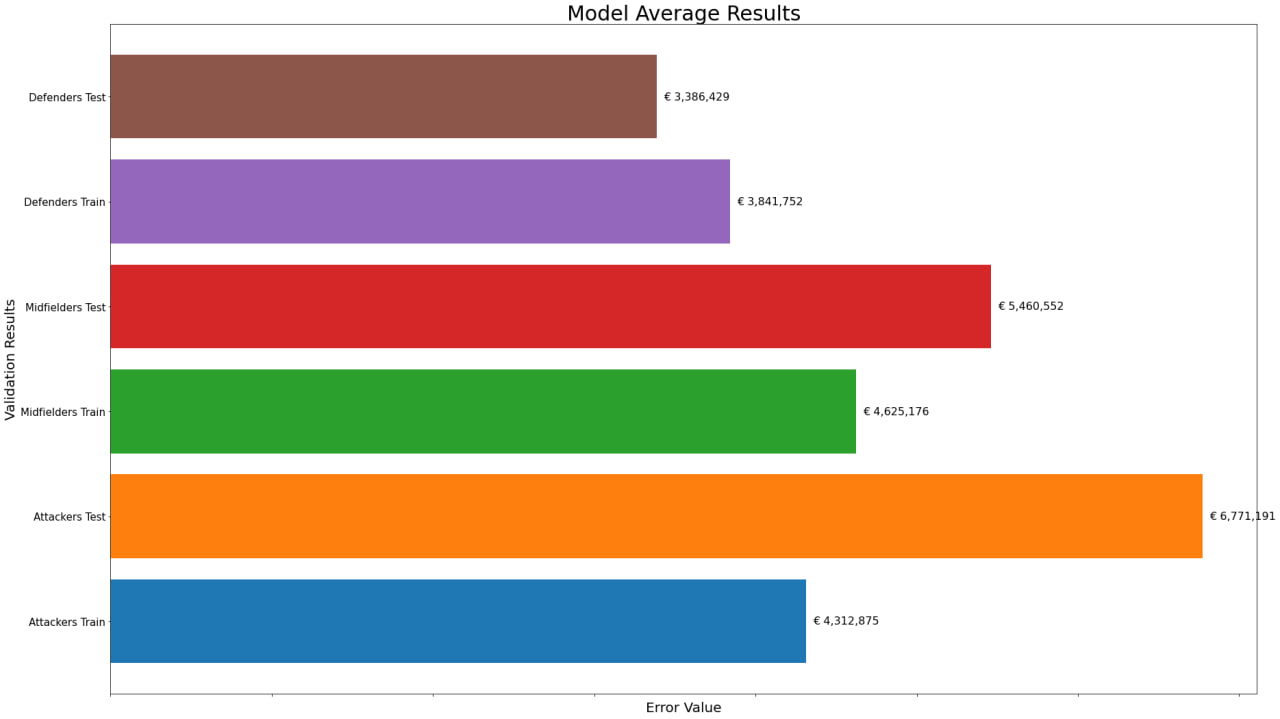 Model Average Results
Defenders Test
€ 3,386,429
Defenders Train
€ 3,841,752
Midfielders Test
€ 5,460,552
Validation Results
Midfielders Train
€ 4,625,176
Attackers Test
€ 6,771,191
Attackers Train
€ 4,312,875
Error Value